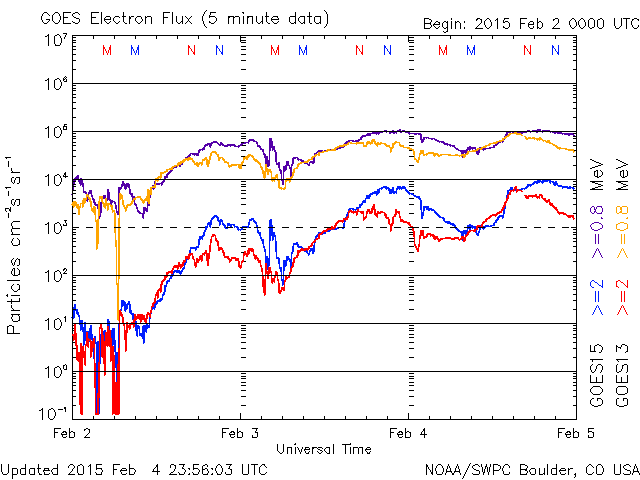 GOES Electron Flux (5 minute data)
Begin: 2015 Feb 2 0000 UTC
M M N N M M N N M M N N
10⁷
10⁶
10⁵
10⁴
10³
10²
10¹
10⁰
10⁻¹
Particles cm⁻²s⁻¹sr⁻¹
Feb 2 Feb 3 Feb 4 Feb 5
Universal Time
GOES15 >=2 >=0.8 MeV
GOES13 >=2 >=0.8 MeV
Updated 2015 Feb 4 23:56:03 UTC
NOAA/SWPC Boulder, CO USA